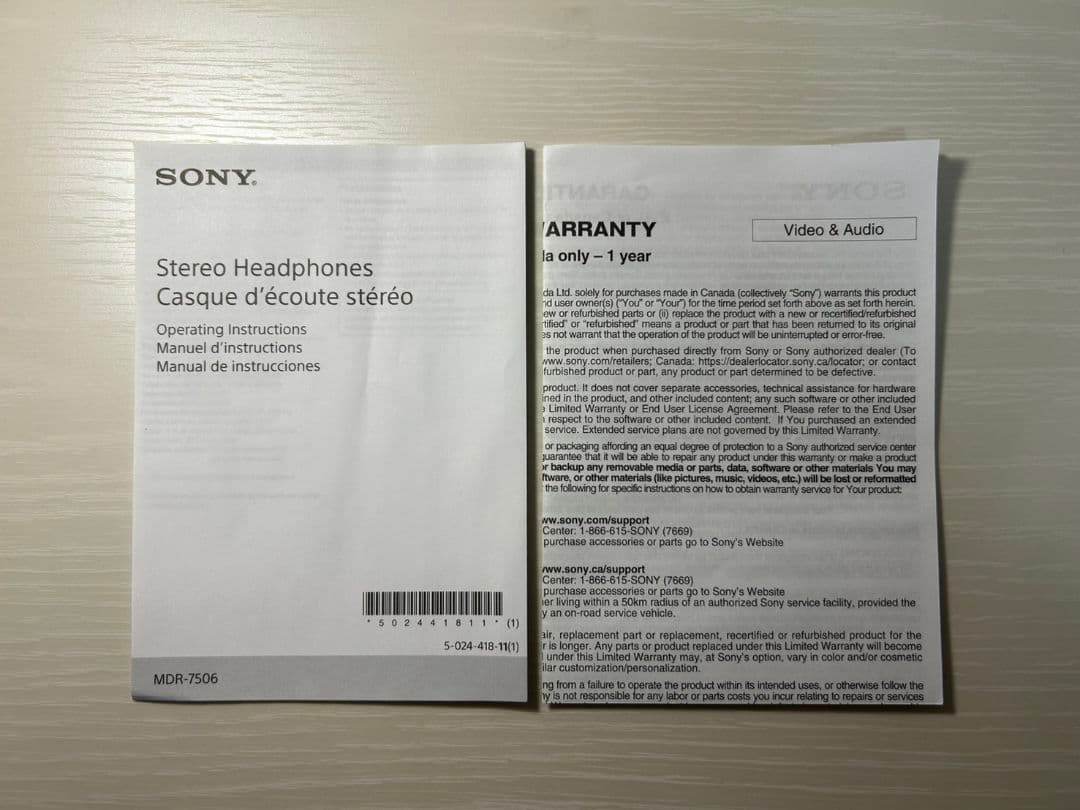 SONY®
Stereo Headphones
Casque d'écoute stéréo
Operating Instructions
Manuel d'instructions
Manual de instrucciones
*502441811* (1)
5-024-418-11(1)
MDR-7506
ARRANTY
Video & Audio
da only – 1 year
da Ltd. solely for purchases made in Canada (collectively "Sony") warrants this product
nd user owner(s) ("You" or "Your") for the time period set forth above as set forth herein.
ew or refurbished parts or (ii) replace the product with a new or recertified/refurbished
rtified" or "refurbished" means a product or part that has been returned to its original
es not warrant that the operation of the product will be uninterrupted or error-free.
the product when purchased directly from Sony or Sony authorized dealer (To
www.sony.com/retailers; Canada: https://dealerlocator.sony.ca/locator; or contact
furbished product or part, any product or part determined to be defective.
product. It does not cover separate accessories, technical assistance for hardware
ined in the product, and other included content; any such software or other included
Limited Warranty or End User License Agreement. Please refer to the End User
respect to the software or other included content. If You purchased an extended
service. Extended service plans are not governed by this Limited Warranty.
or packaging affording an equal degree of protection to a Sony authorized service center
guarantee that it will be able to repair any product under this warranty or make a product
r backup any removable media or parts, data, software or other materials You may
ftware, or other materials (like pictures, music, videos, etc.) will be lost or reformatted
the following for specific instructions on how to obtain warranty service for Your product:
ww.sony.com/support
Center: 1-866-615-SONY (7669)
purchase accessories or parts go to Sony's Website
www.sony.ca/support
Center: 1-866-615-SONY (7669)
purchase accessories or parts go to Sony's Website
er living within a 50km radius of an authorized Sony service facility, provided the
y an on-road service vehicle.
air, replacement part or replacement, recertified or refurbished product for the
r is longer. Any parts or product replaced under this Limited Warranty will become
under this Limited Warranty may, at Sony's option, vary in color and/or cosmetic
ilar customization/personalization.
ng from a failure to operate the product within its intended uses, or otherwise follow the
ny is not responsible for any labor or parts costs you incur relating to repairs or services